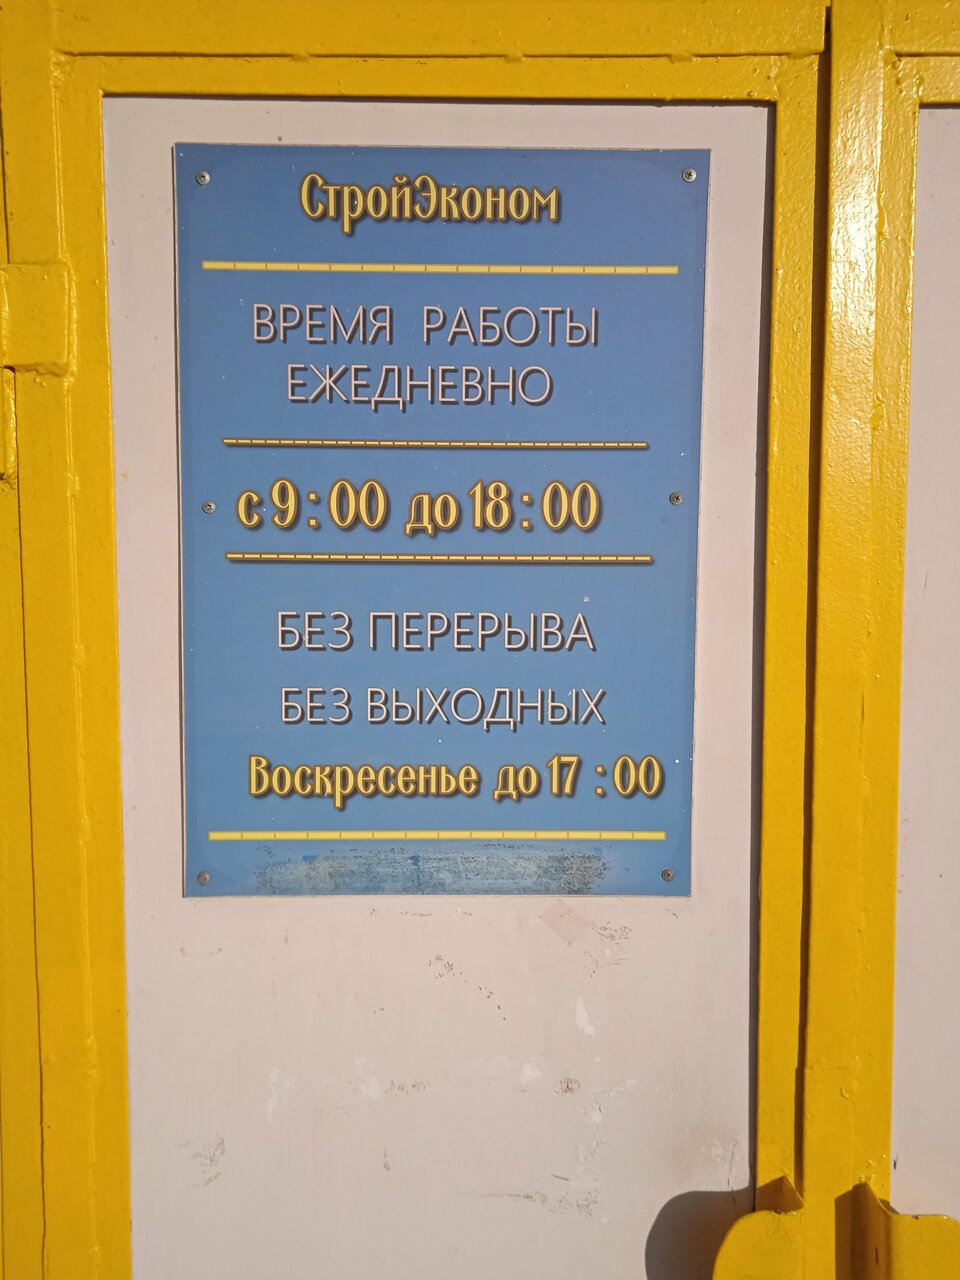 СтройЭконом
ВРЕМЯ РАБОТЫ
ЕЖЕДНЕВНО
с 9:00 до 18:00
БЕЗ ПЕРЕРЫВА
БЕЗ ВЫХОДНЫХ
Воскресенье до 17:00